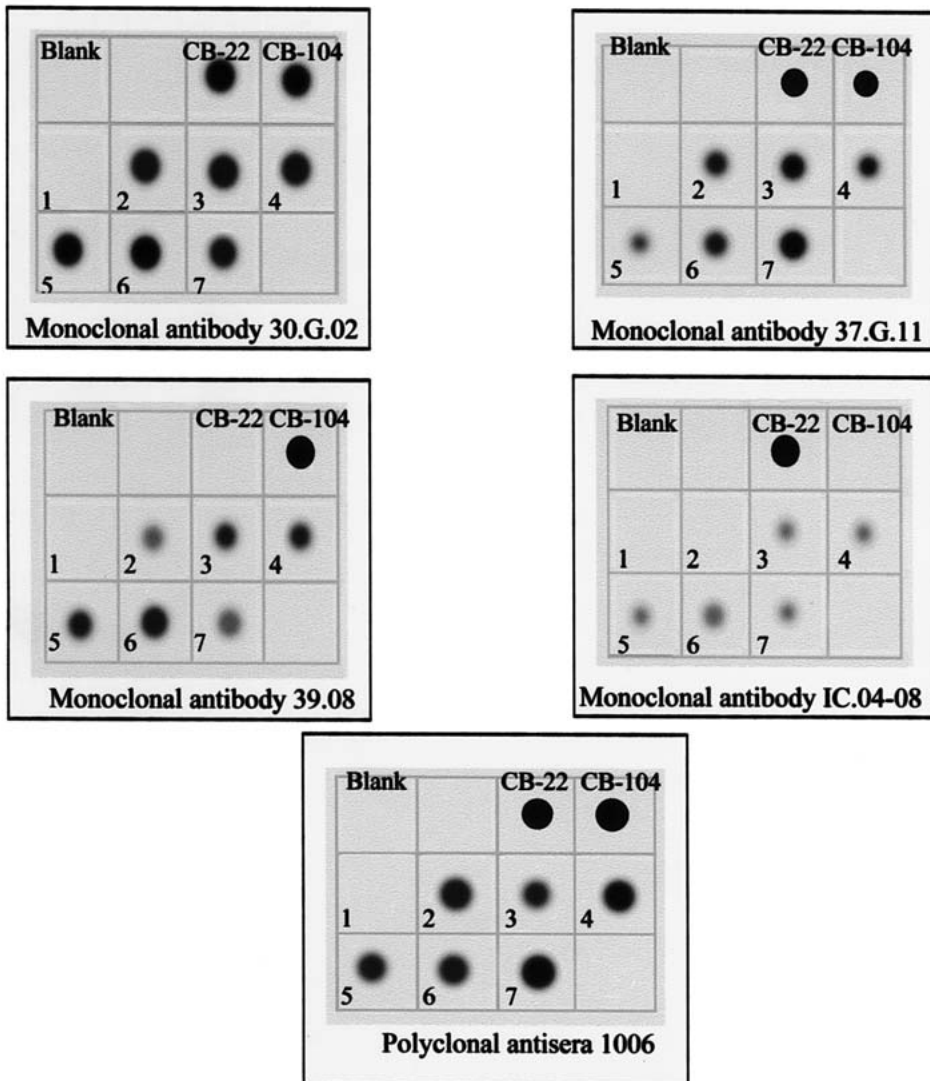 Blank CB-22 CB-104
1 2 3 4
5 6 7
Monoclonal antibody 30.G.02
Blank CB-22 CB-104
1 2 3 4
5 6 7
Monoclonal antibody 37.G.11
Blank CB-22 CB-104
1 2 3 4
5 6 7
Monoclonal antibody 39.08
Blank CB-22 CB-104
1 2 3 4
5 6 7
Monoclonal antibody IC.04-08
Blank CB-22 CB-104
1 2 3 4
5 6 7
Polyclonal antisera 1006